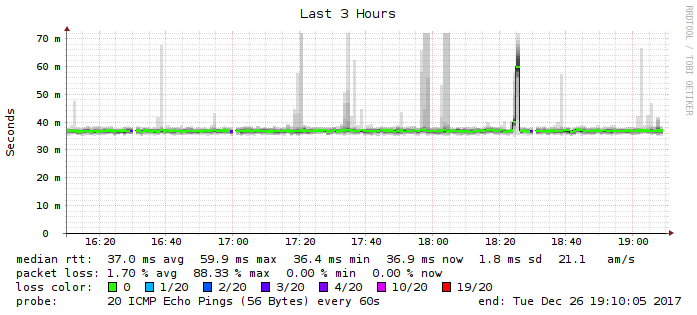 Last 3 Hours
RRDTOOL / TOBI OETIKER
Seconds
70 m
60 m
50 m
40 m
30 m
20 m
10 m
0
16:20 16:40 17:00 17:20 17:40 18:00 18:20 18:40 19:00
median rtt: 37.0 ms avg 59.9 ms max 36.4 ms min 36.9 ms now 1.8 ms sd 21.1 am/s
packet loss: 1.70 % avg 88.33 % max 0.00 % min 0.00 % now
loss color: 0 1/20 2/20 3/20 4/20 10/20 19/20
probe: 20 ICMP Echo Pings (56 Bytes) every 60s end: Tue Dec 26 19:10:05 2017